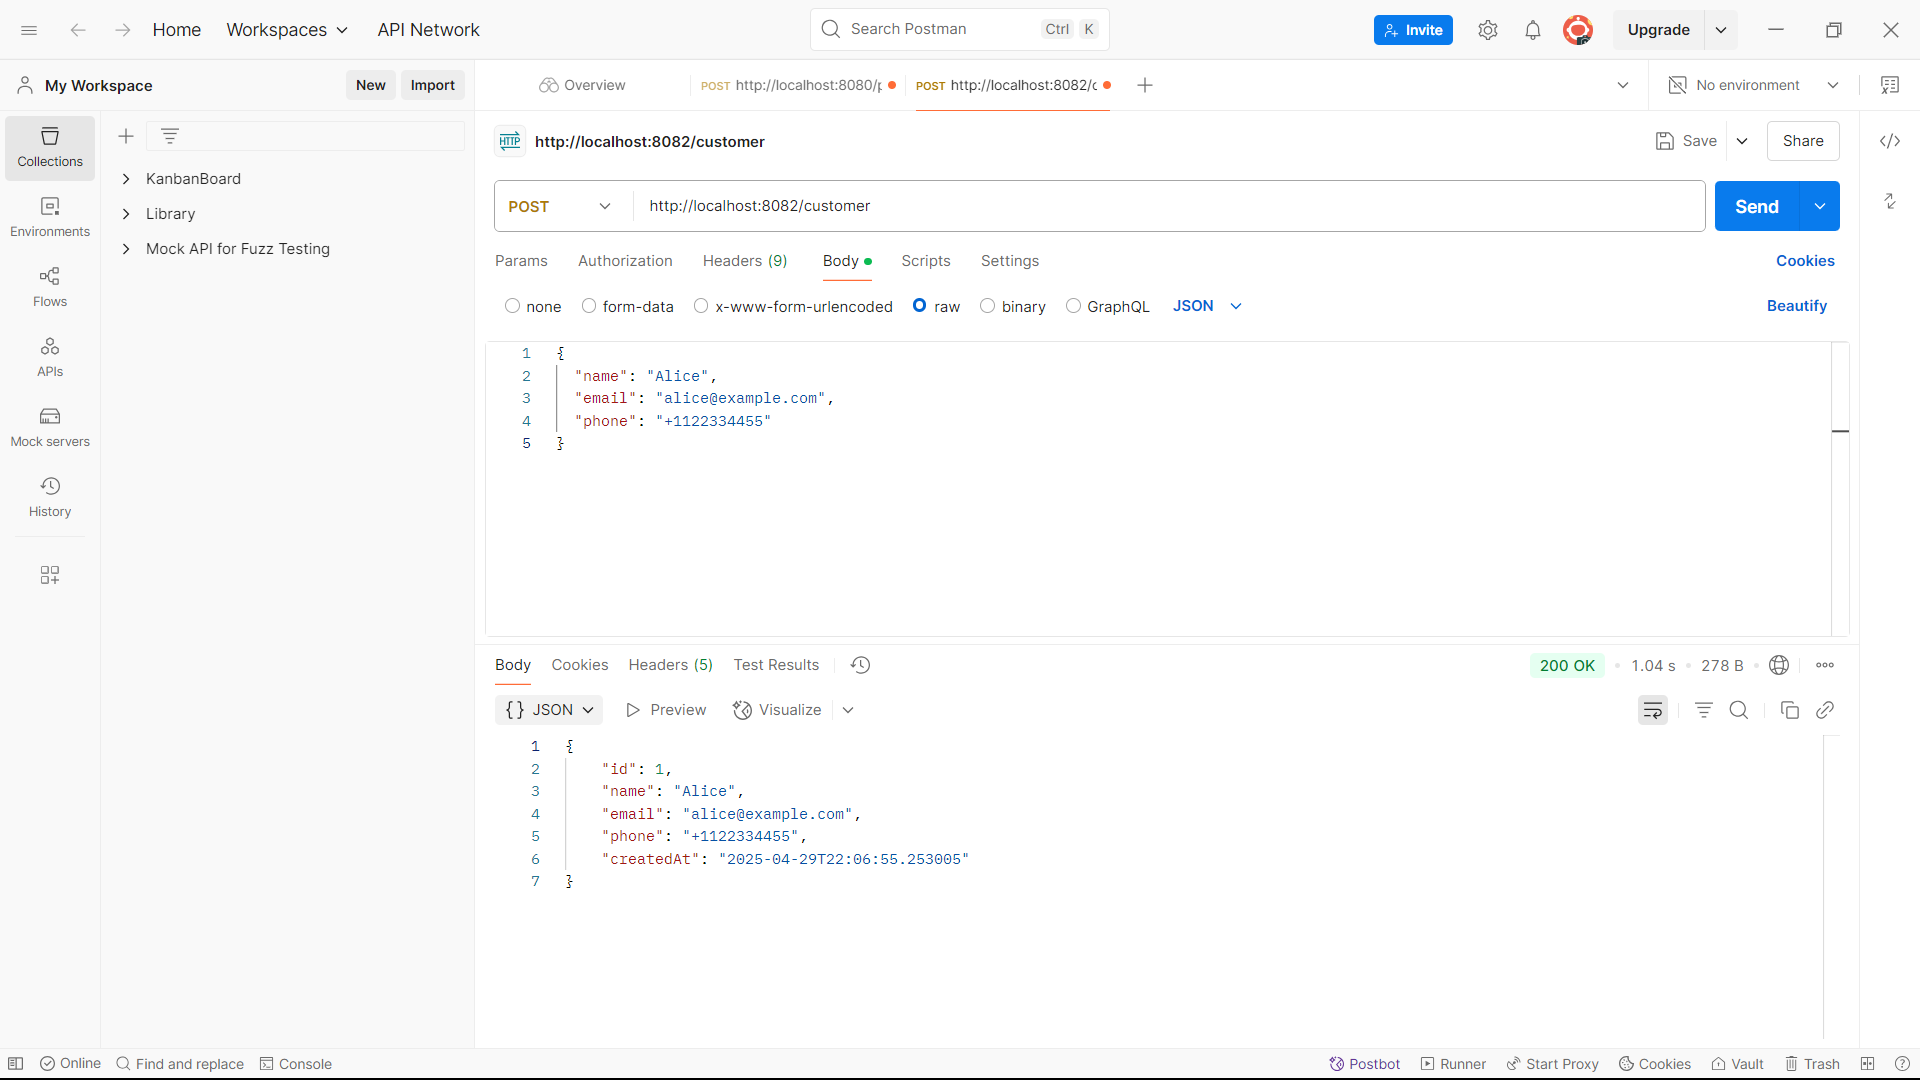 Home Workspaces API Network Search Postman Ctrl K Invite Upgrade
My Workspace New Import Overview POST http://localhost:8080/p POST http://localhost:8082/c No environment
HTTP http://localhost:8082/customer Save Share
Collections
KanbanBoard
Library
Mock API for Fuzz Testing
Environments
Flows
APIs
Mock servers
History
POST http://localhost:8082/customer Send
Params Authorization Headers (9) Body Scripts Settings Cookies
none form-data x-www-form-urlencoded raw binary GraphQL JSON Beautify
1 {
2 "name": "Alice",
3 "email": "alice@example.com",
4 "phone": "+1122334455"
5 }
Body Cookies Headers (5) Test Results 200 OK • 1.04 s • 278 B •
{} JSON Preview Visualize
1 {
2 "id": 1,
3 "name": "Alice",
4 "email": "alice@example.com",
5 "phone": "+1122334455",
6 "createdAt": "2025-04-29T22:06:55.253005"
7 }
Online Find and replace Console Postbot Runner Start Proxy Cookies Vault Trash